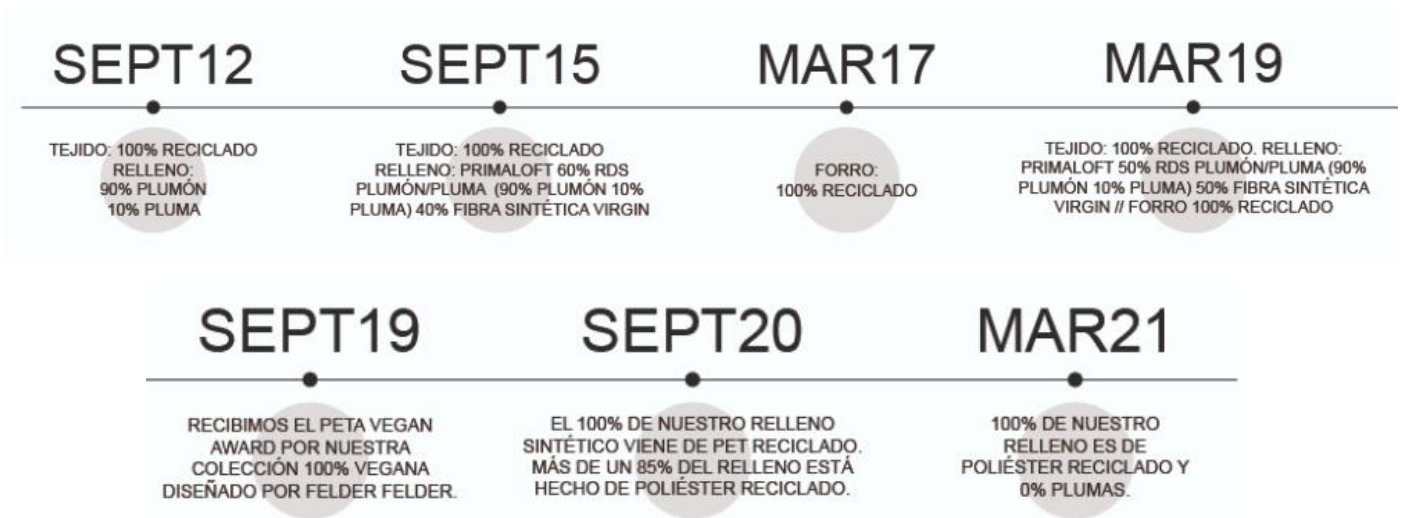 SEPT12
TEJIDO: 100% RECICLADO
RELLENO:
90% PLUMÓN
10% PLUMA
SEPT15
TEJIDO: 100% RECICLADO
RELLENO: PRIMALOFT 60% RDS
PLUMÓN/PLUMA (90% PLUMÓN 10%
PLUMA) 40% FIBRA SINTÉTICA VIRGIN
MAR17
FORRO:
100% RECICLADO
MAR19
TEJIDO: 100% RECICLADO. RELLENO:
PRIMALOFT 50% RDS PLUMÓN/PLUMA (90%
PLUMÓN 10% PLUMA) 50% FIBRA SINTÉTICA
VIRGIN // FORRO 100% RECICLADO
SEPT19
RECIBIMOS EL PETA VEGAN
AWARD POR NUESTRA
COLECCIÓN 100% VEGANA
DISEÑADO POR FELDER FELDER.
SEPT20
EL 100% DE NUESTRO RELLENO
SINTÉTICO VIENE DE PET RECICLADO.
MÁS DE UN 85% DEL RELLENO ESTÁ
HECHO DE POLIÉSTER RECICLADO.
MAR21
100% DE NUESTRO
RELLENO ES DE
POLIÉSTER RECICLADO Y
0% PLUMAS.